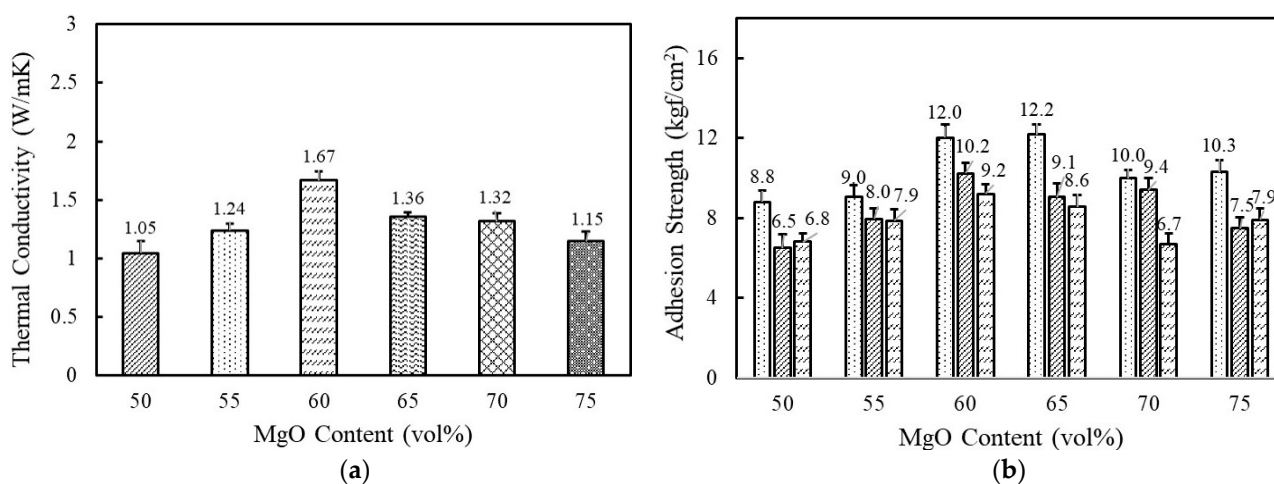 Thermal Conductivity (W/mK)
3
2.5
2
1.5
1
0.5
0
1.05
1.24
1.67
1.36
1.32
1.15
50 55 60 65 70 75
MgO Content (vol%)
(a)
Adhesion Strength (kgf/cm²)
16
12
8
4
0
8.8 6.5 6.8
9.0 8.0 7.9
12.0 10.2 9.2
12.2 9.1 8.6
10.0 9.4 6.7
10.3 7.5 7.9
50 55 60 65 70 75
MgO Content (vol%)
(b)